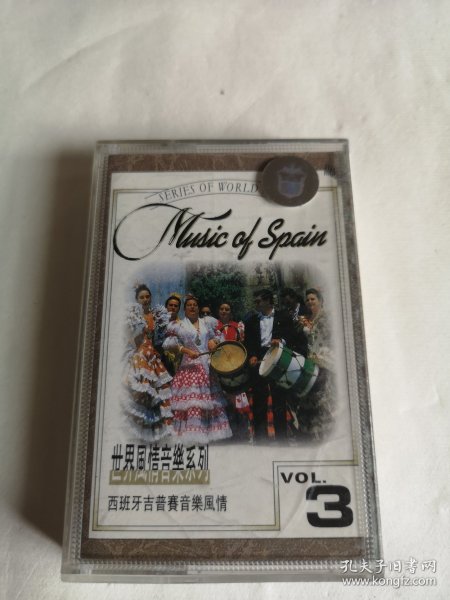 SERIES OF WORLD
Music of Spain
世界風情音樂系列
西班牙吉普賽音樂風情
VOL.
3
孔夫子旧书网
www.kongfz.com